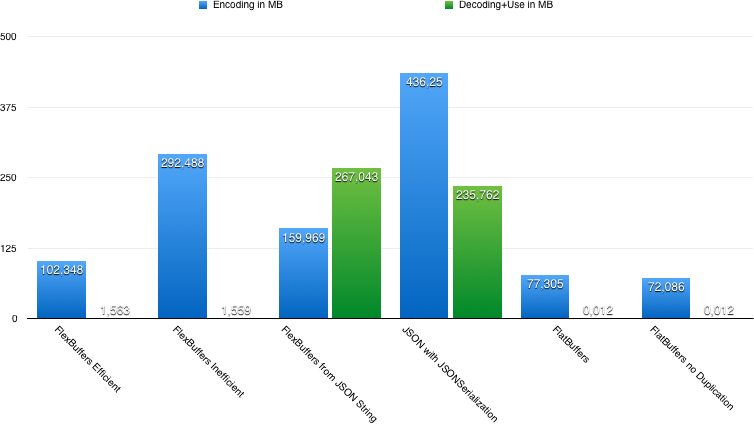 Encoding in MB
Decoding+Use in MB
500
375
250
125
0
102,348
1,563
292,488
1,559
159,969
267,043
436,25
235,762
77,305
0,012
72,086
0,012
FlexBuffers Efficient
FlexBuffers Inefficient
FlexBuffers from JSON String
JSON with JSONSerialization
FlatBuffers
FlatBuffers no Duplication